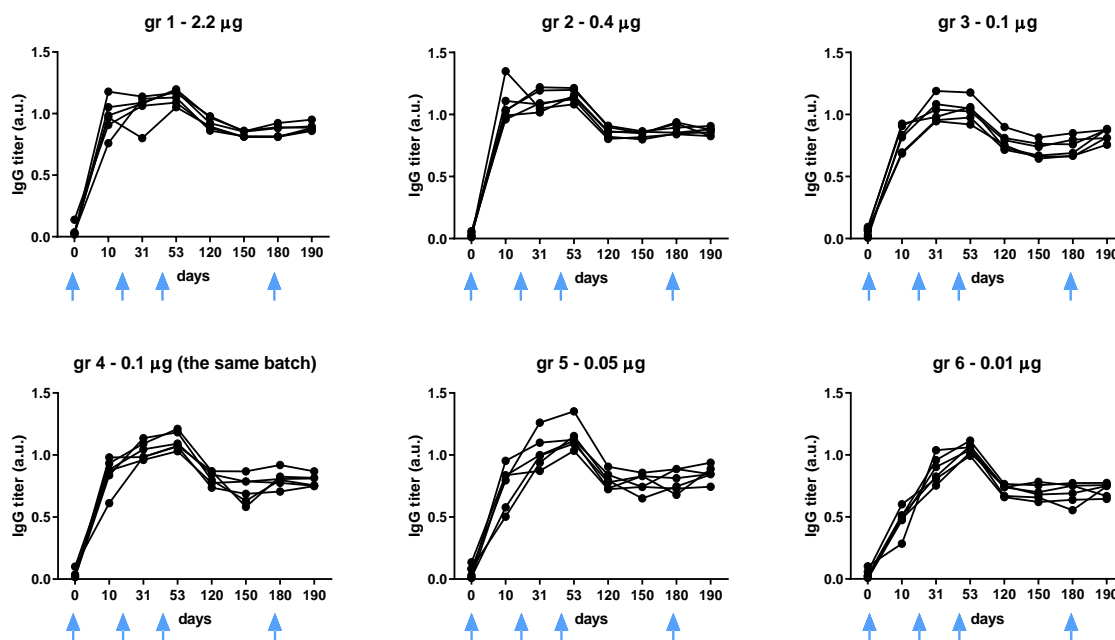 gr 1 - 2.2 μg
IgG titer (a.u.)
1.5
1.0
0.5
0.0
0 10 31 53 120 150 180 190
days
gr 2 - 0.4 μg
IgG titer (a.u.)
1.5
1.0
0.5
0.0
0 10 31 53 120 150 180 190
days
gr 3 - 0.1 μg
IgG titer (a.u.)
1.5
1.0
0.5
0.0
0 10 31 53 120 150 180 190
days
gr 4 - 0.1 μg (the same batch)
IgG titer (a.u.)
1.5
1.0
0.5
0.0
0 10 31 53 120 150 180 190
days
gr 5 - 0.05 μg
IgG titer (a.u.)
1.5
1.0
0.5
0.0
0 10 31 53 120 150 180 190
days
gr 6 - 0.01 μg
IgG titer (a.u.)
1.5
1.0
0.5
0.0
0 10 31 53 120 150 180 190
days